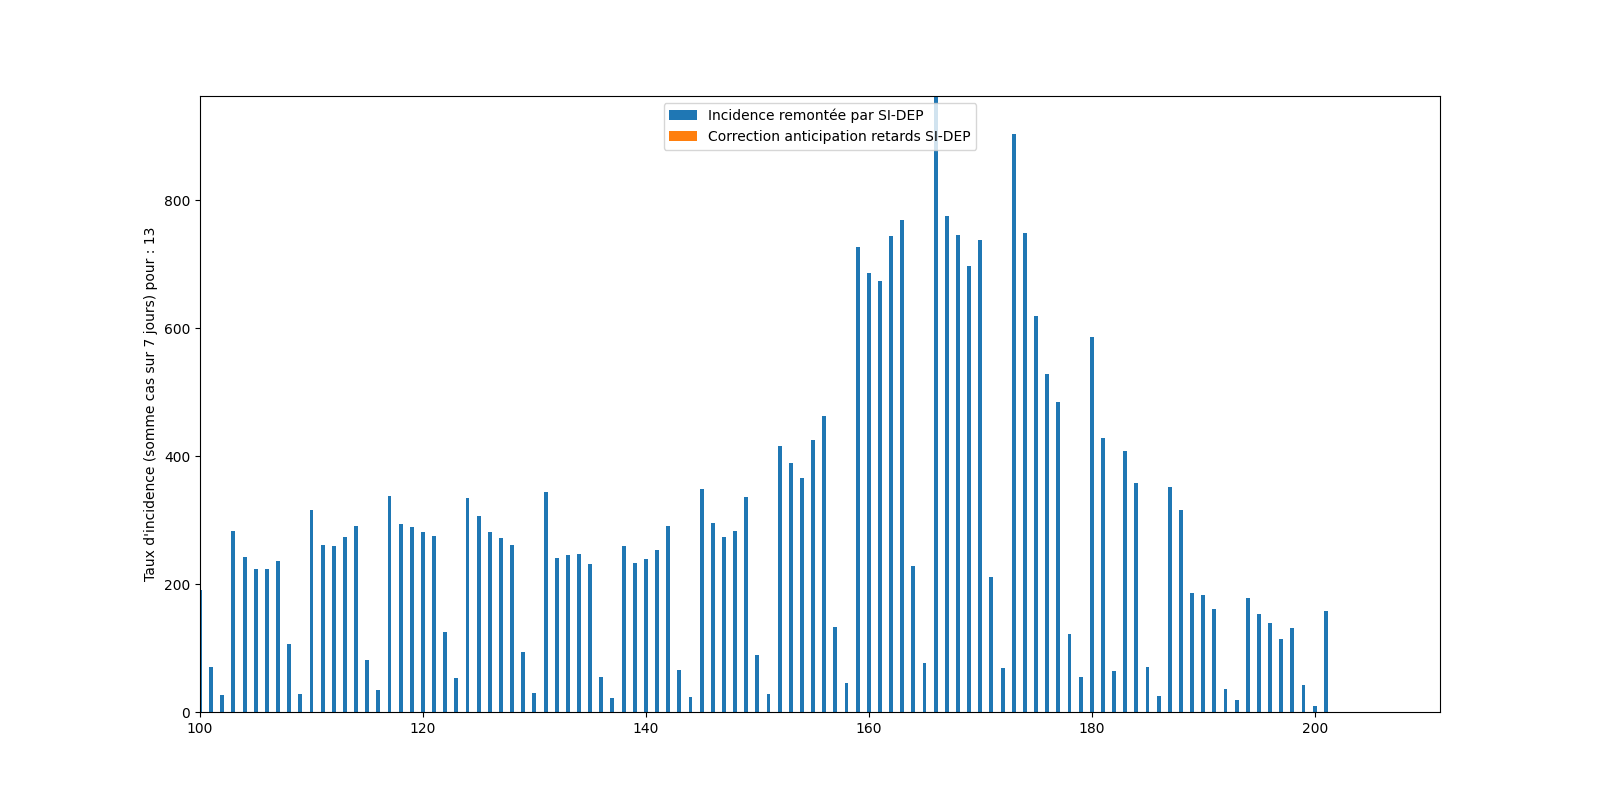 Incidence remontée par SI-DEP
Correction anticipation retards SI-DEP
Taux d'incidence (somme cas sur 7 jours) pour : 13
800
600
400
200
0
100 120 140 160 180 200